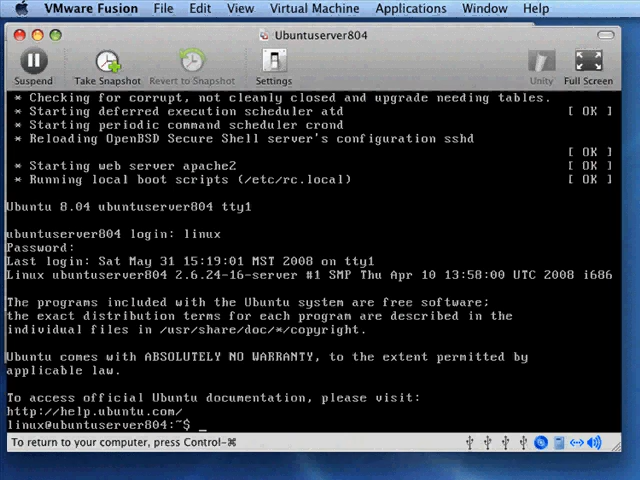 VMware Fusion File Edit View Virtual Machine Applications Window Help
Ubuntuserver804
Suspend Take Snapshot Revert to Snapshot Settings Unity Full Screen
* Checking for corrupt, not cleanly closed and upgrade needing tables.
* Starting deferred execution scheduler atd [ OK ]
* Starting periodic command scheduler crond
* Reloading OpenBSD Secure Shell server's configuration sshd
[ OK ]
* Starting web server apache2 [ OK ]
* Running local boot scripts (/etc/rc.local) [ OK ]
Ubuntu 8.04 ubuntuserver804 tty1
ubuntuserver804 login: linux
Password:
Last login: Sat May 31 15:19:01 MST 2008 on tty1
Linux ubuntuserver804 2.6.24-16-server #1 SMP Thu Apr 10 13:58:00 UTC 2008 i686
The programs included with the Ubuntu system are free software;
the exact distribution terms for each program are described in the
individual files in /usr/share/doc/*/copyright.
Ubuntu comes with ABSOLUTELY NO WARRANTY, to the extent permitted by
applicable law.
To access official Ubuntu documentation, please visit:
http://help.ubuntu.com/
linux@ubuntuserver804:~$ _
To return to your computer, press Control-⌘